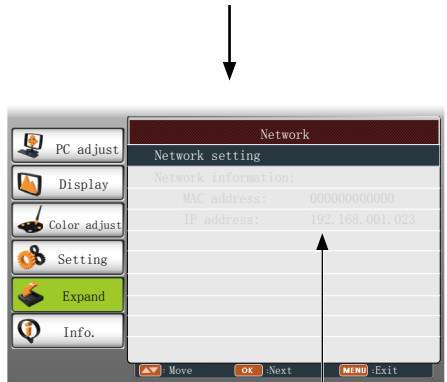 Network
PC adjust
Network setting
Display
Network information:
MAC address: 000000000000
Color adjust
IP address: 192.168.001.023
Setting
Expand
Info.
: Move
OK :Next
MENU :Exit